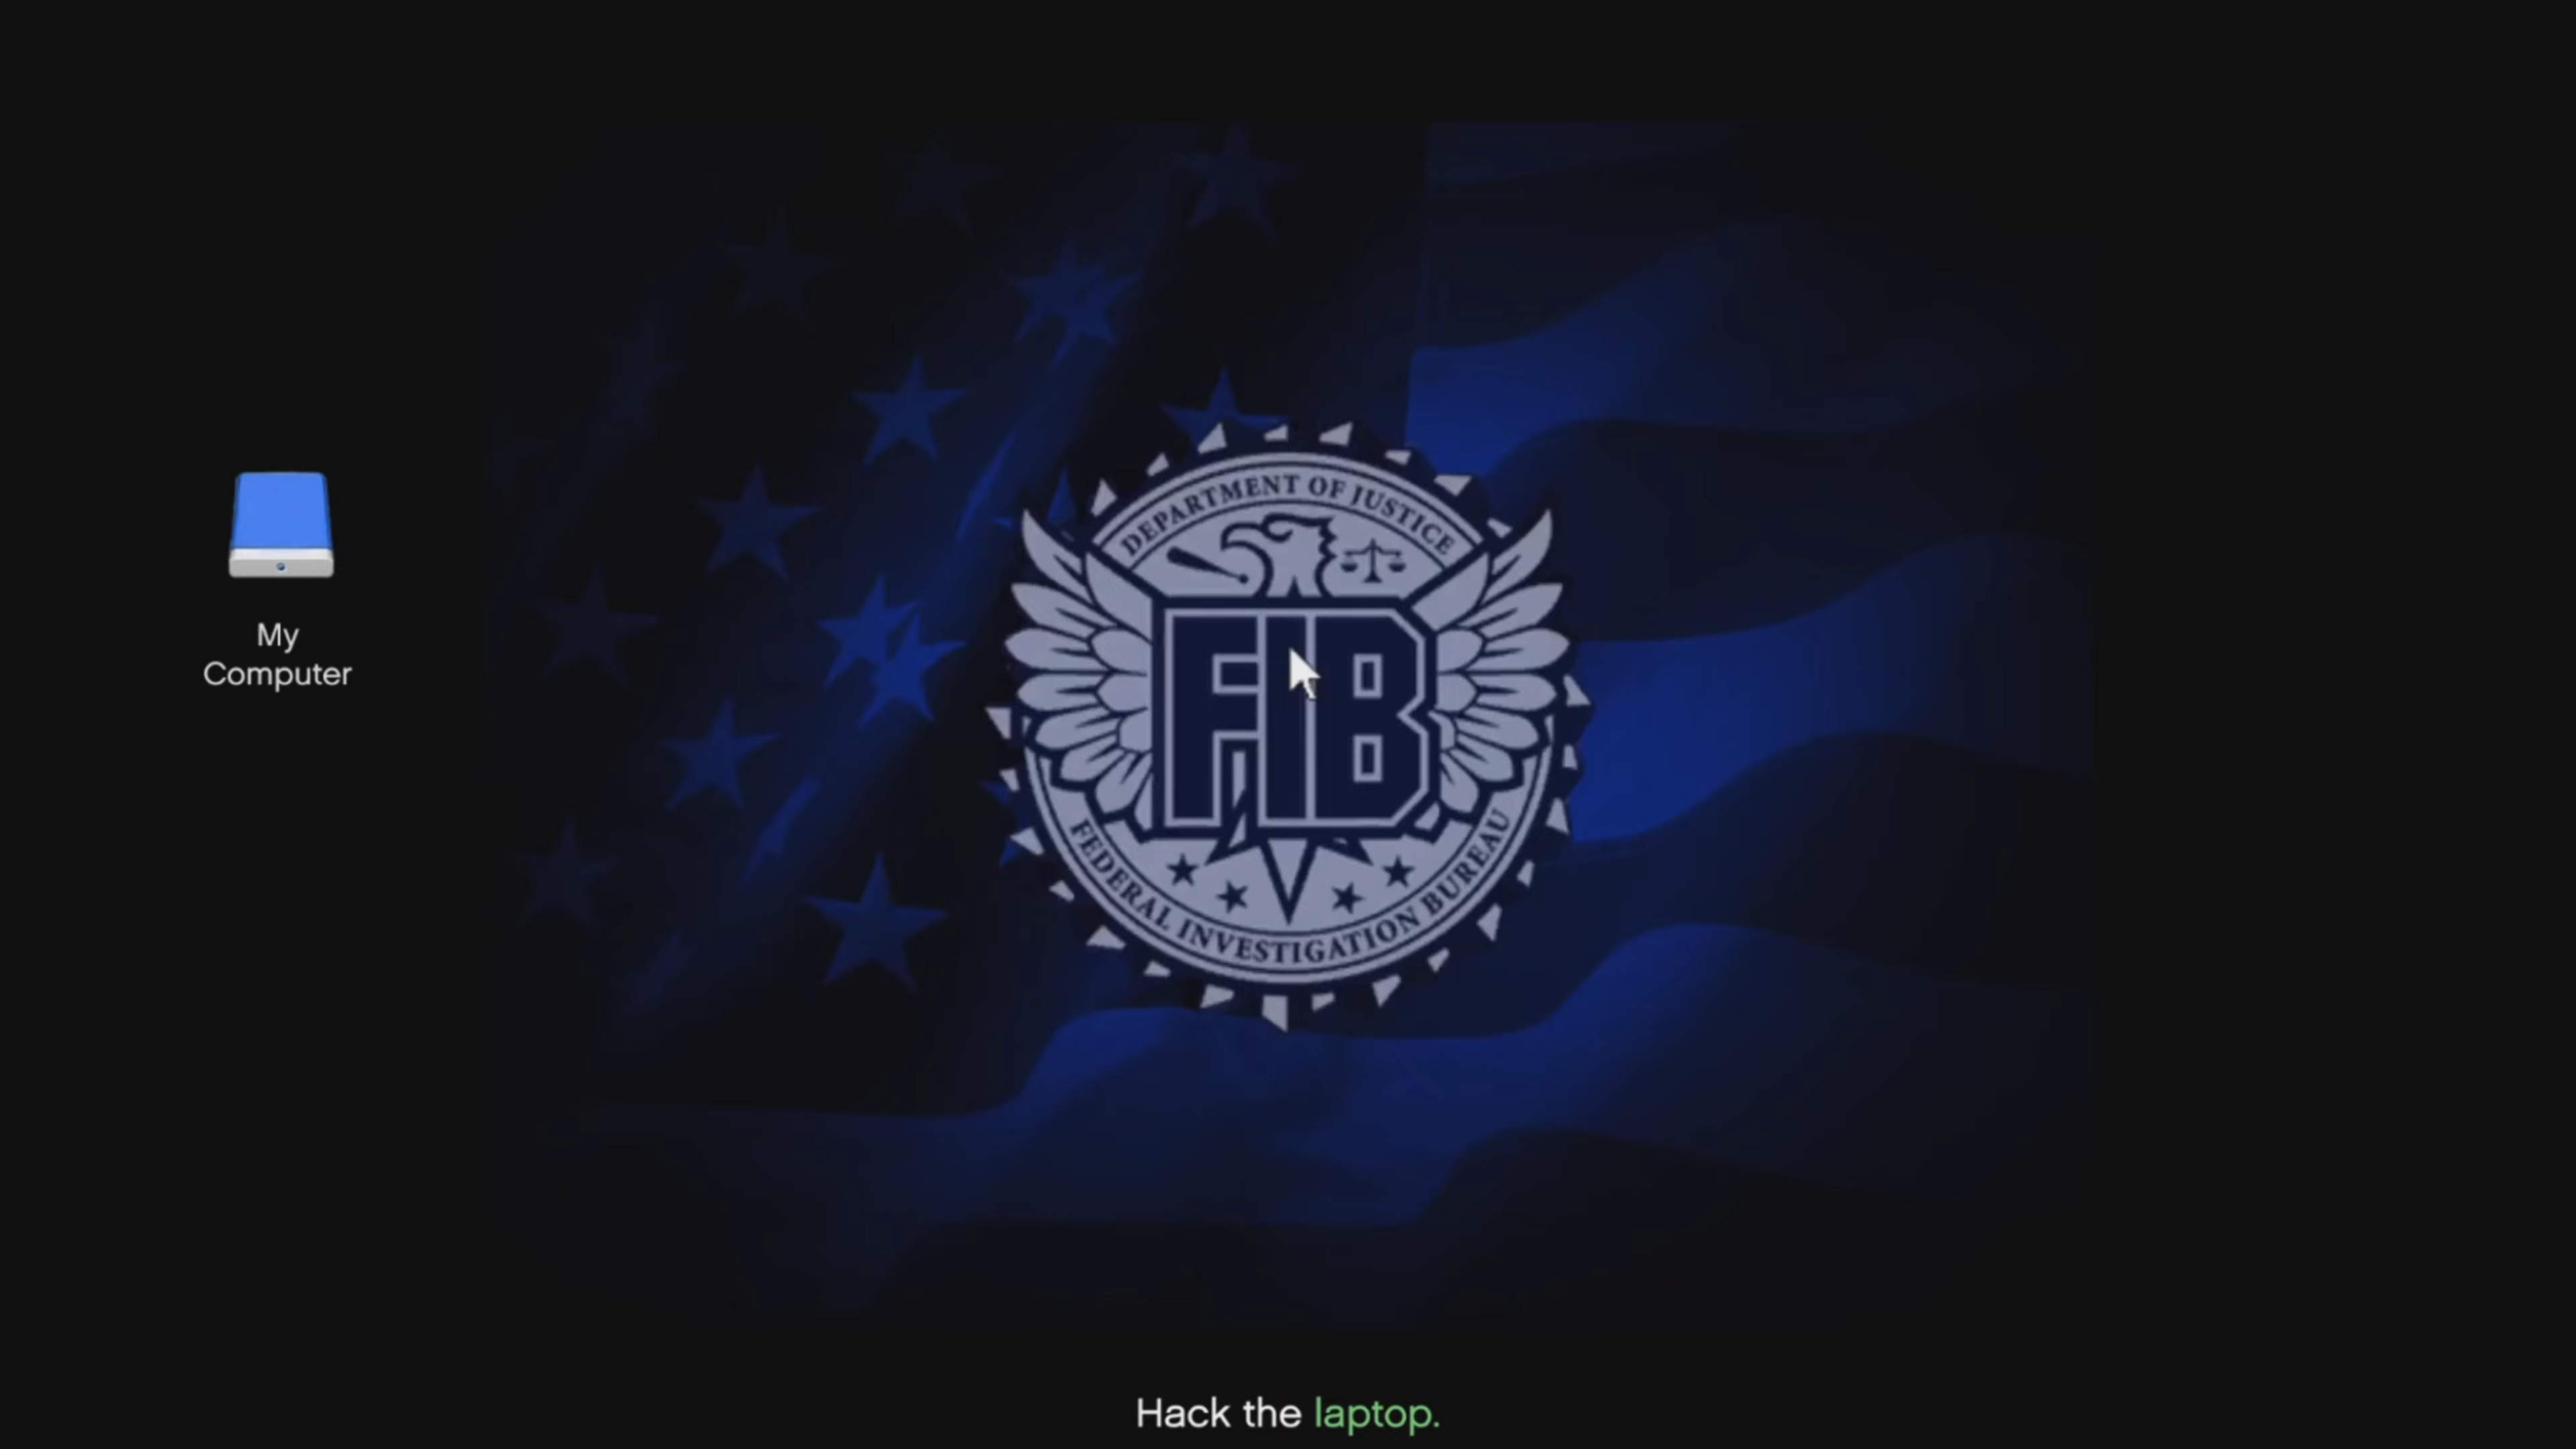 DEPARTMENT OF JUSTICE
FIB
FEDERAL INVESTIGATION BUREAU
My
Computer
Hack the laptop.